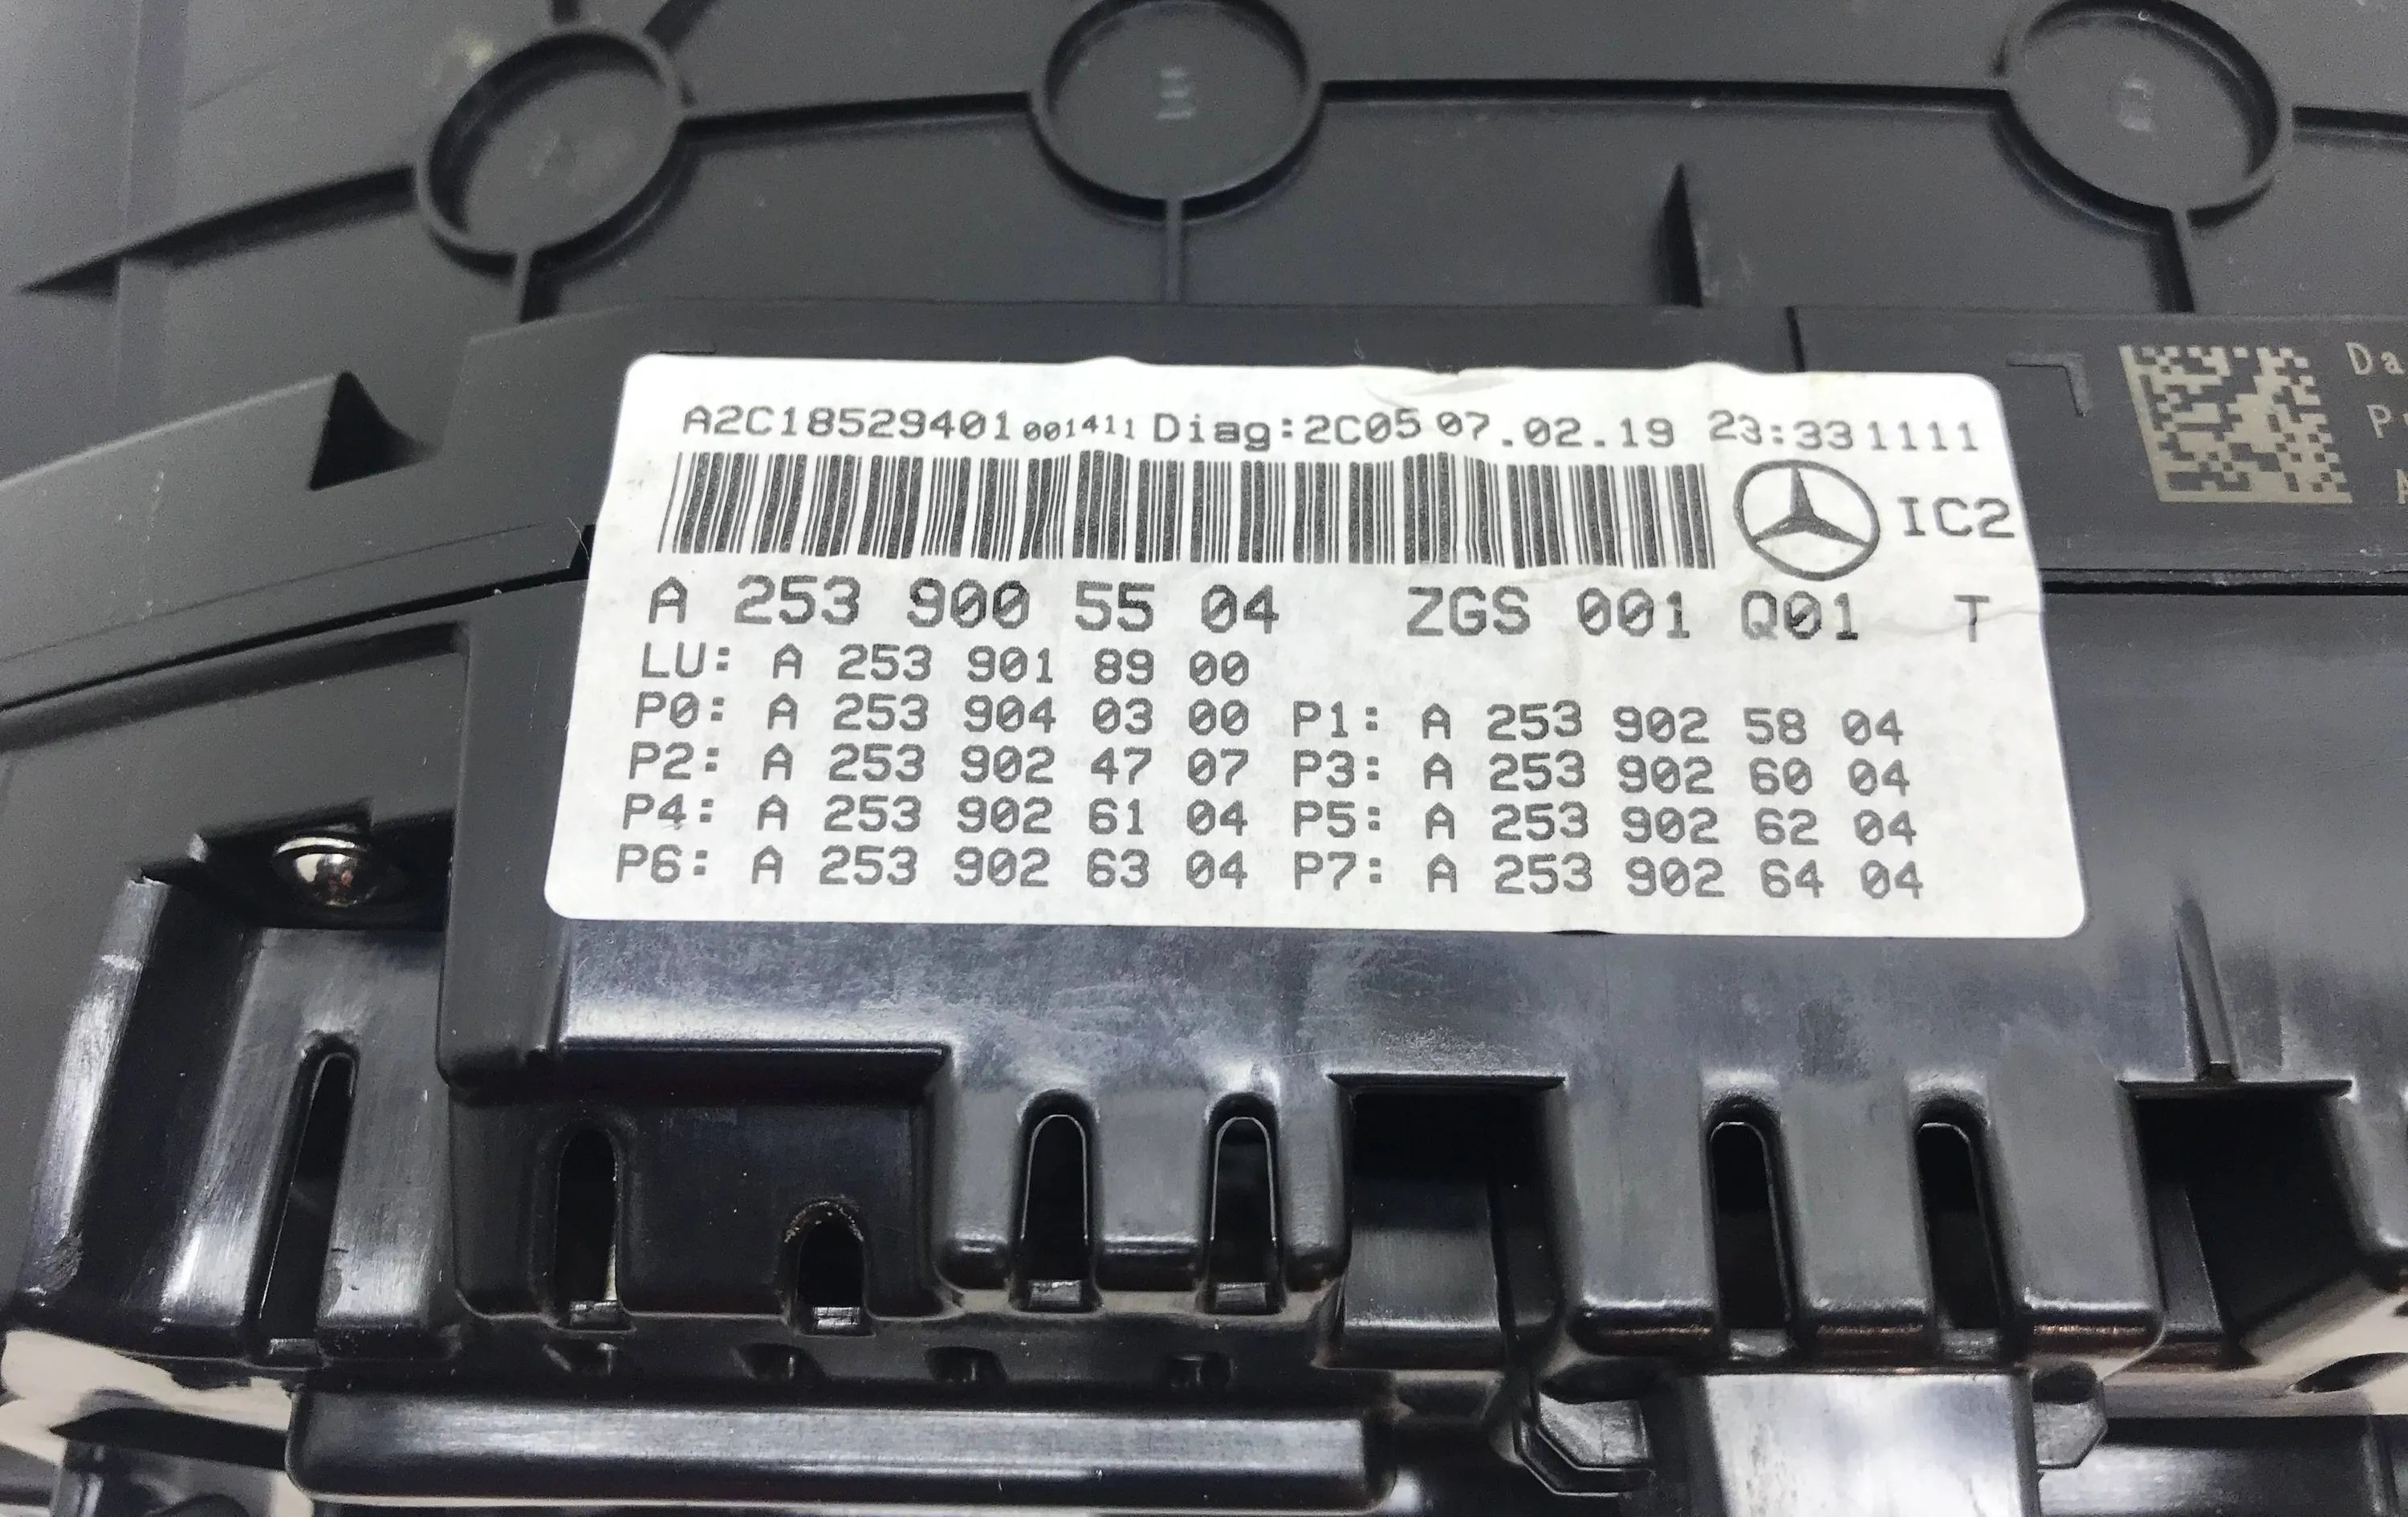 A2C18529401 001411 Diag:2C05 07.02.19 23:33 1111
IC2
A 253 900 55 04 ZGS 001 Q01 T
LU: A 253 901 89 00
P0: A 253 904 03 00 P1: A 253 902 58 04
P2: A 253 902 47 07 P3: A 253 902 60 04
P4: A 253 902 61 04 P5: A 253 902 62 04
P6: A 253 902 63 04 P7: A 253 902 64 04